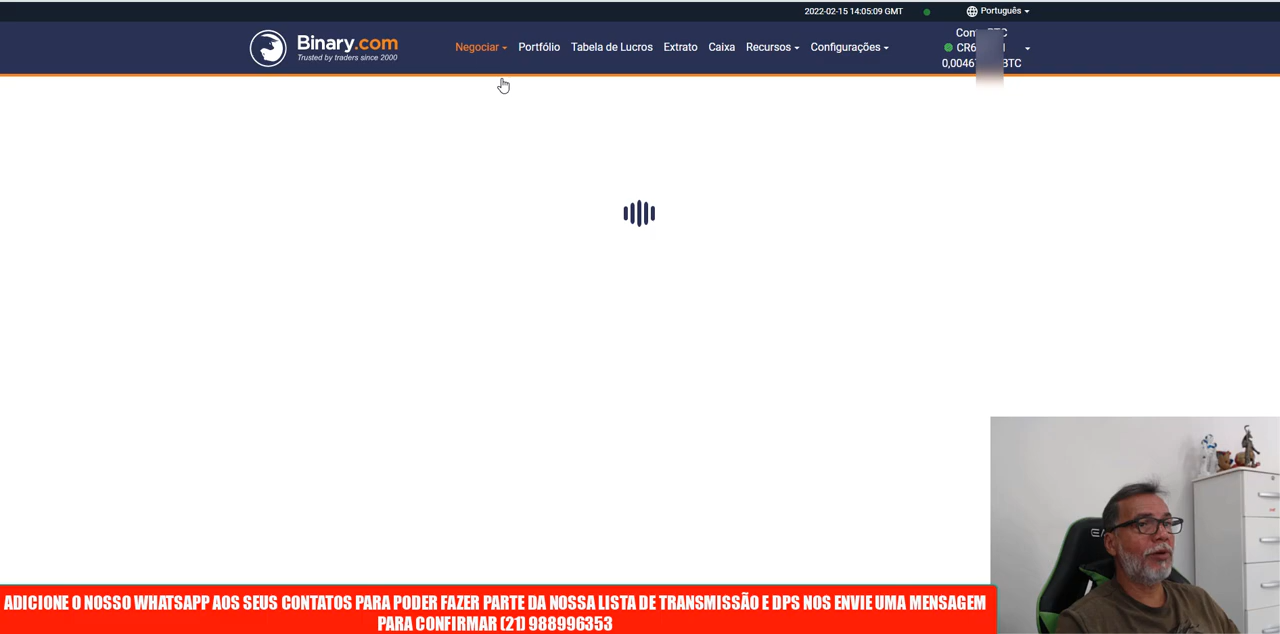 2022-02-15 14:05:09 GMT
Português
Binary.com
Trusted by traders since 2000
Negociar Portfólio Tabela de Lucros Extrato Caixa Recursos Configurações
BTC
ADICIONE O NOSSO WHATSAPP AOS SEUS CONTATOS PARA PODER FAZER PARTE DA NOSSA LISTA DE TRANSMISSÃO E DPS NOS ENVIE UMA MENSAGEM
PARA CONFIRMAR (21) 988996353